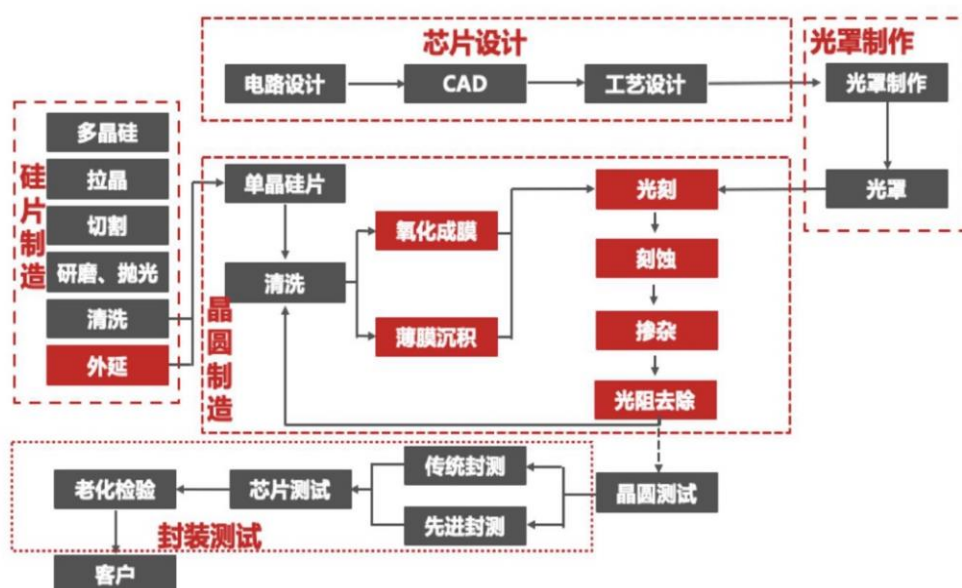 芯片设计
电路设计
CAD
工艺设计
光罩制作
光罩制作
光罩
硅片制造
多晶硅
拉晶
切割
研磨、抛光
清洗
外延
晶圆制造
单晶硅片
清洗
氧化成膜
薄膜沉积
光刻
刻蚀
掺杂
光阻去除
晶圆测试
传统封测
先进封测
芯片测试
老化检验
封装测试
客户